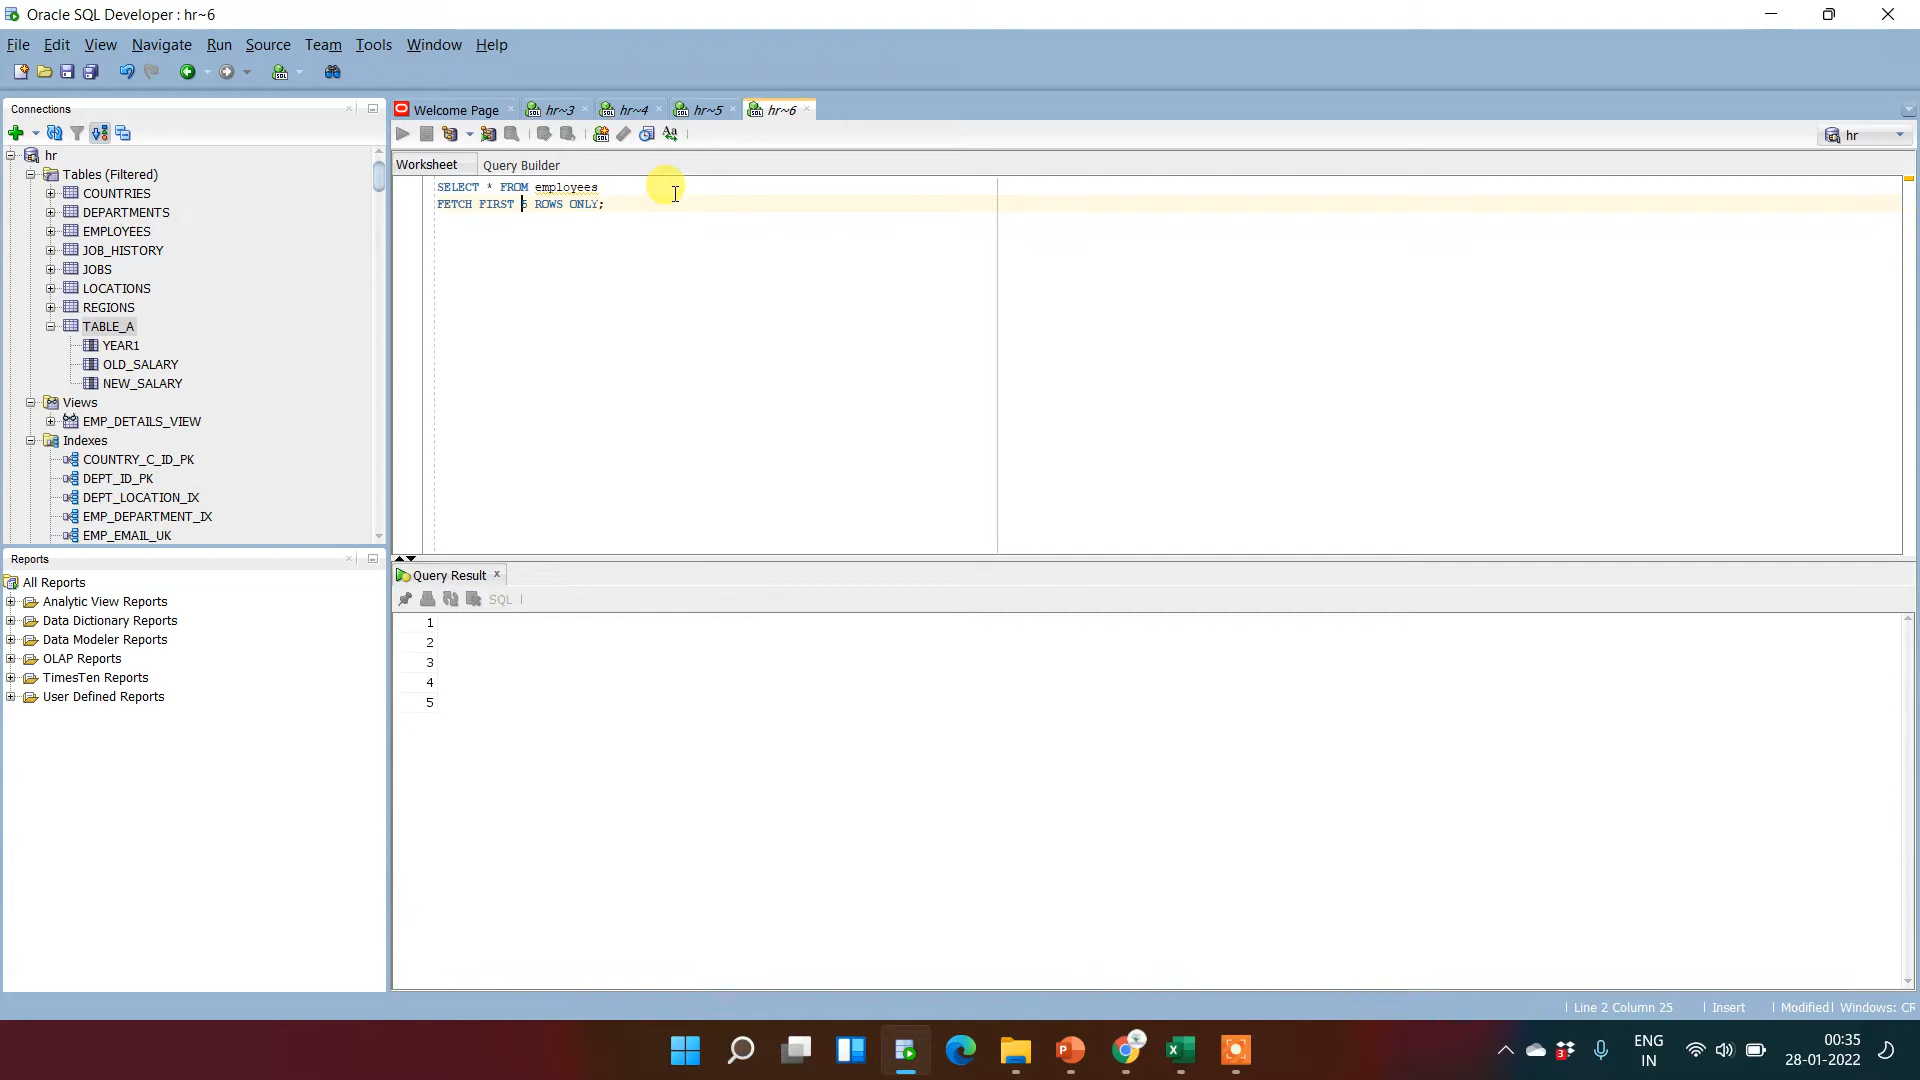 Oracle SQL Developer : hr~6
File Edit View Navigate Run Source Team Tools Window Help
Connections
Welcome Page
hr~3
hr~4
hr~5
hr~6
hr
Worksheet
Query Builder
SELECT * FROM employees
FETCH FIRST 5 ROWS ONLY;
hr
Tables (Filtered)
COUNTRIES
DEPARTMENTS
EMPLOYEES
JOB_HISTORY
JOBS
LOCATIONS
REGIONS
TABLE_A
YEAR1
OLD_SALARY
NEW_SALARY
Views
EMP_DETAILS_VIEW
Indexes
COUNTRY_C_ID_PK
DEPT_ID_PK
DEPT_LOCATION_IX
EMP_DEPARTMENT_IX
EMP_EMAIL_UK
Reports
All Reports
Analytic View Reports
Data Dictionary Reports
Data Modeler Reports
OLAP Reports
TimesTen Reports
User Defined Reports
Query Result
SQL
1
2
3
4
5
Line 2 Column 25
Insert
Modified
Windows: CF
3
ENG
IN
00:35
28-01-2022